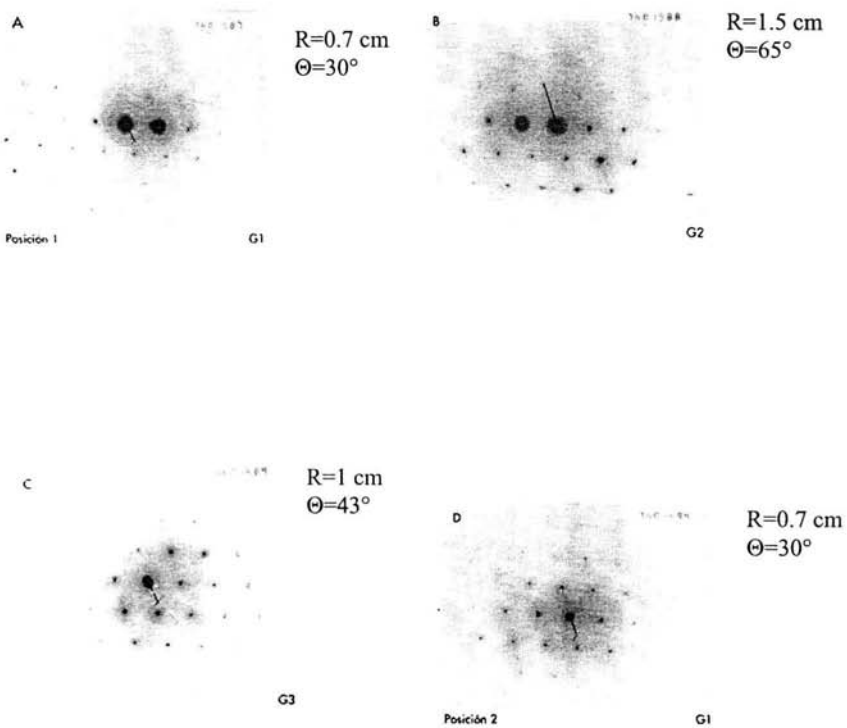 A
R=0.7 cm
Θ=30°
Posición 1
G1
B
R=1.5 cm
Θ=65°
G2
C
R=1 cm
Θ=43°
G3
D
R=0.7 cm
Θ=30°
Posición 2
G1